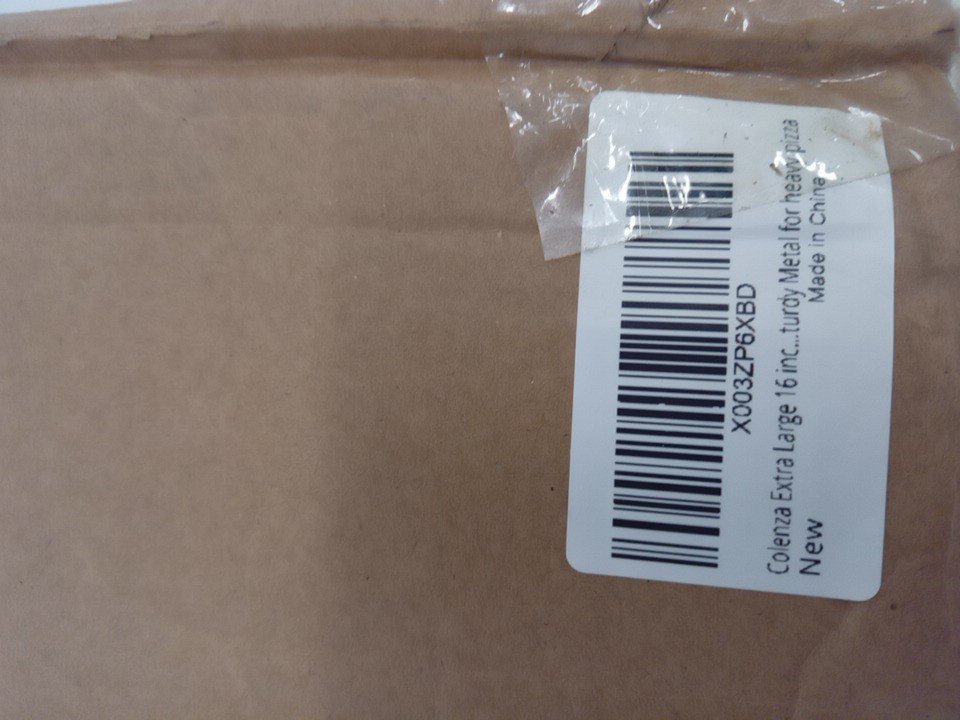 X003ZP6XBD
Colenza Extra Large 16 inc...turdy Metal for heavy pizza
New
Made in China